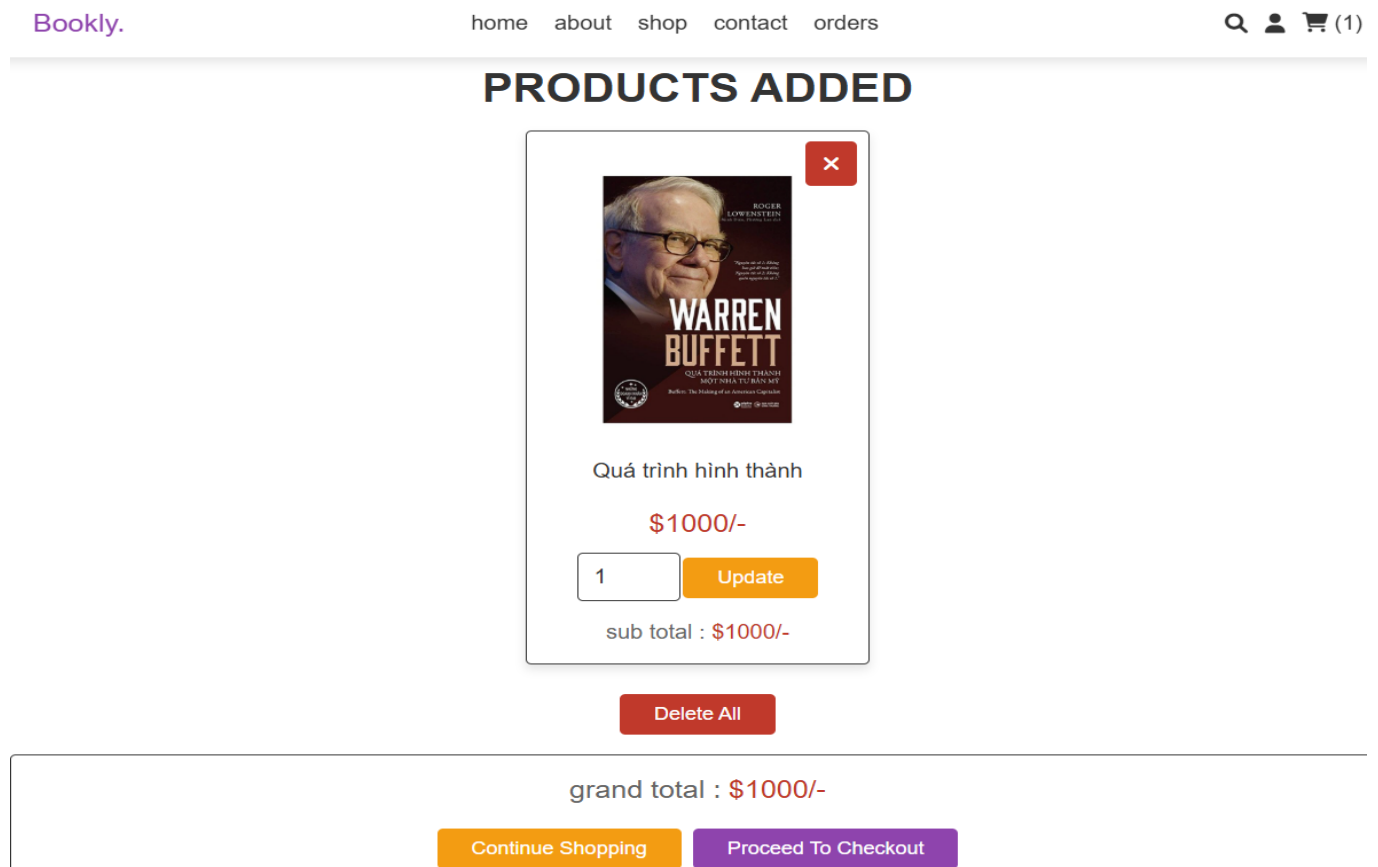 Bookly.
home about shop contact orders
(1)
PRODUCTS ADDED
ROGER
LOWENSTEIN
WARREN
BUFFETT
QUÁ TRÌNH HÌNH THÀNH
MỘT NHÀ TƯ BẢN MỸ
Buffett: The Making of an American Capitalist
Quá trình hình thành
$1000/-
1 Update
sub total : $1000/-
Delete All
grand total : $1000/-
Continue Shopping Proceed To Checkout